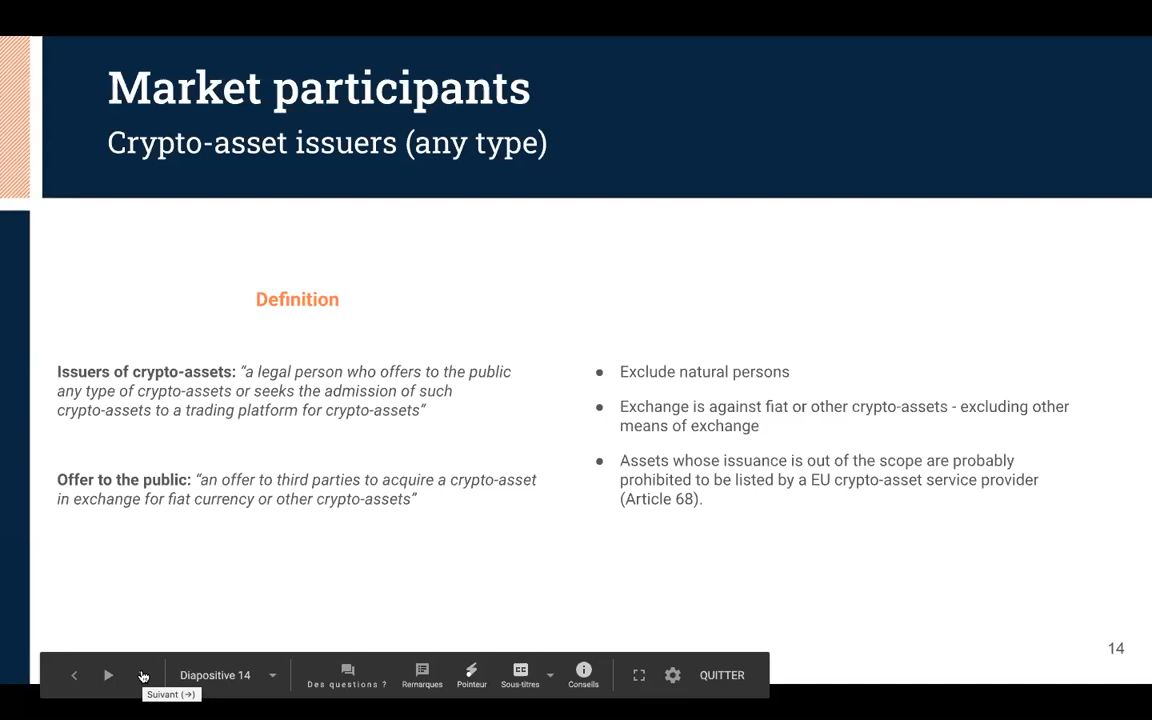 Market participants
Crypto-asset issuers (any type)
Definition
Issuers of crypto-assets: “a legal person who offers to the public
any type of crypto-assets or seeks the admission of such
crypto-assets to a trading platform for crypto-assets”
Offer to the public: “an offer to third parties to acquire a crypto-asset
in exchange for fiat currency or other crypto-assets”
● Exclude natural persons
● Exchange is against fiat or other crypto-assets - excluding other
means of exchange
● Assets whose issuance is out of the scope are probably
prohibited to be listed by a EU crypto-asset service provider
(Article 68).
14
Diapositive 14
Des questions ?
Remarques
Pointeur
CC
Sous-titres
Conseils
QUITTER
Suivant (→)